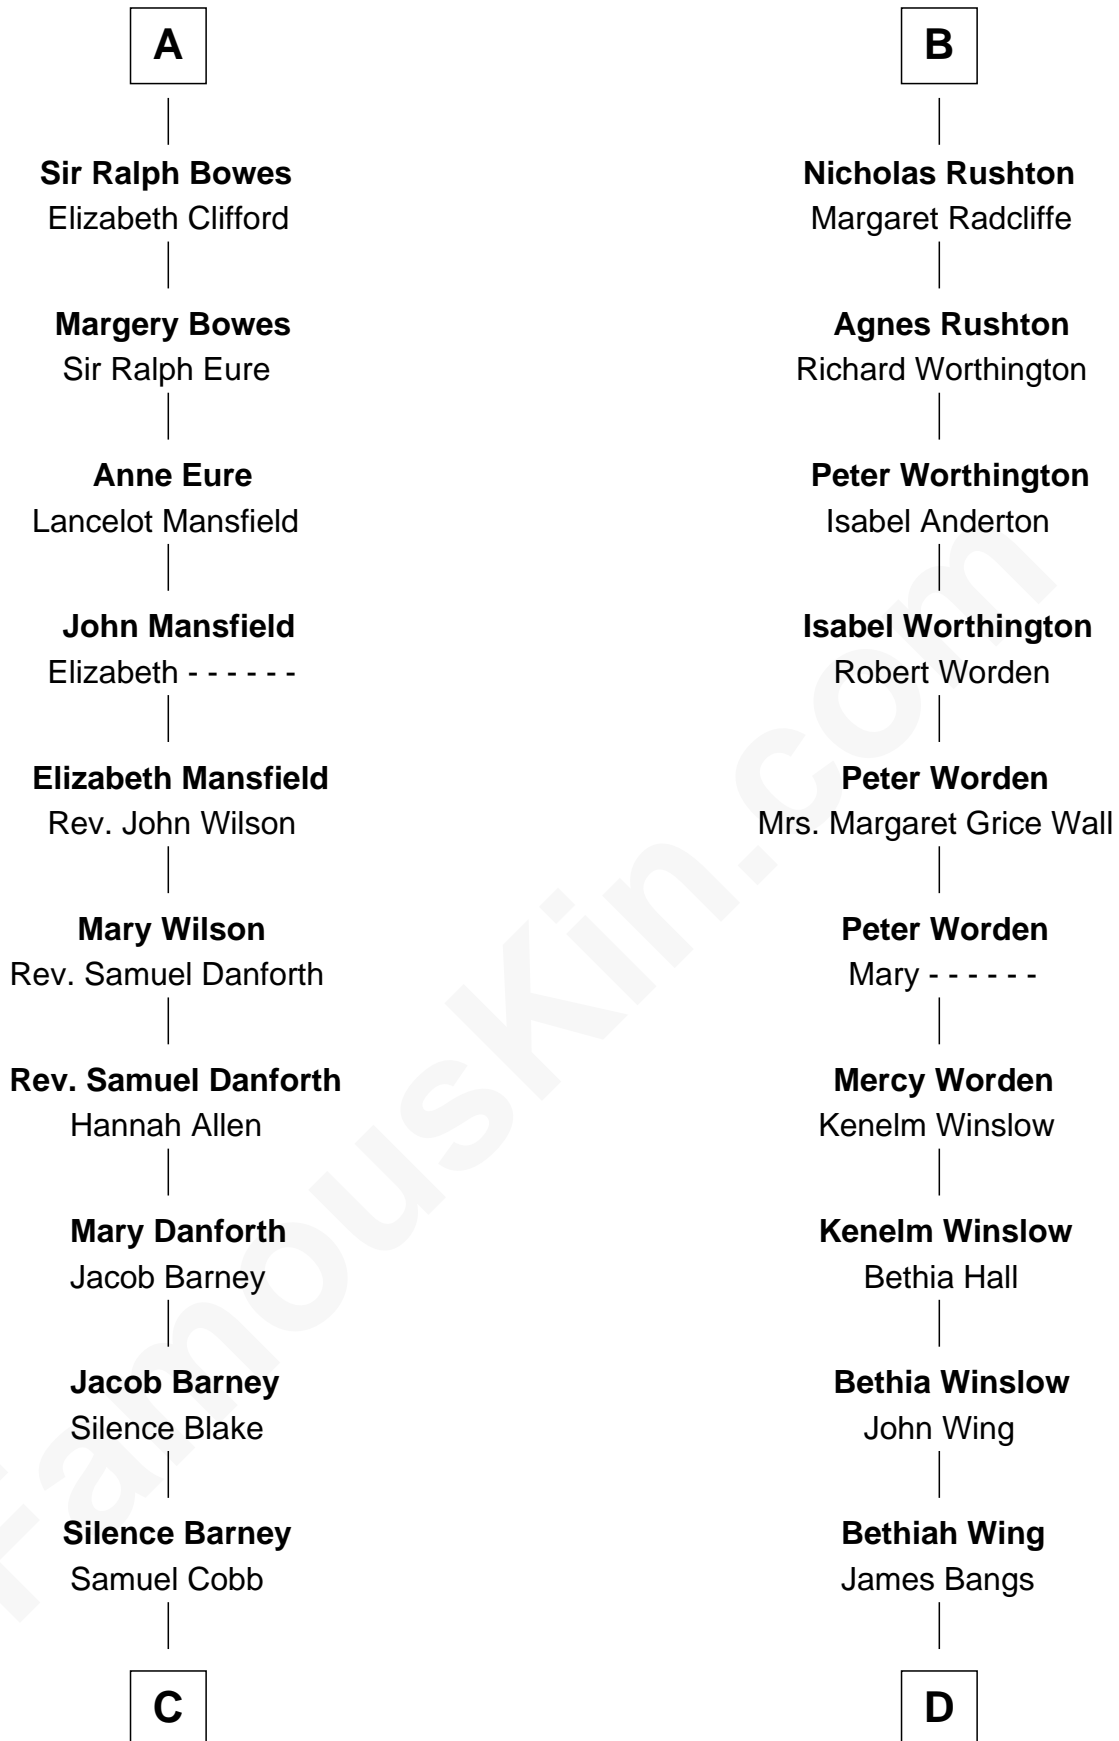 A
Sir Ralph Bowes
Elizabeth Clifford
Margery Bowes
Sir Ralph Eure
Anne Eure
Lancelot Mansfield
John Mansfield
Elizabeth - - - - - -
Elizabeth Mansfield
Rev. John Wilson
Mary Wilson
Rev. Samuel Danforth
Rev. Samuel Danforth
Hannah Allen
Mary Danforth
Jacob Barney
Jacob Barney
Silence Blake
Silence Barney
Samuel Cobb
C
B
Nicholas Rushton
Margaret Radcliffe
Agnes Rushton
Richard Worthington
Peter Worthington
Isabel Anderton
Isabel Worthington
Robert Worden
Peter Worden
Mrs. Margaret Grice Wall
Peter Worden
Mary - - - - - -
Mercy Worden
Kenelm Winslow
Kenelm Winslow
Bethia Hall
Bethia Winslow
John Wing
Bethiah Wing
James Bangs
D
FamousKin.com